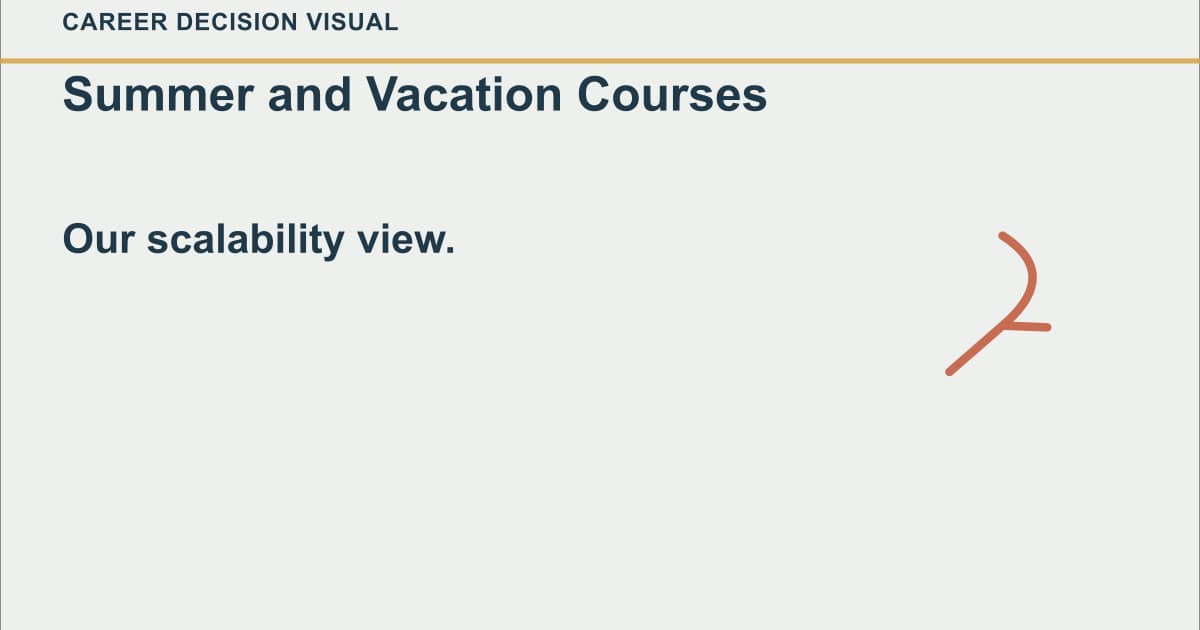 CAREER DECISION VISUAL
Summer and Vacation Courses
Our scalability view.